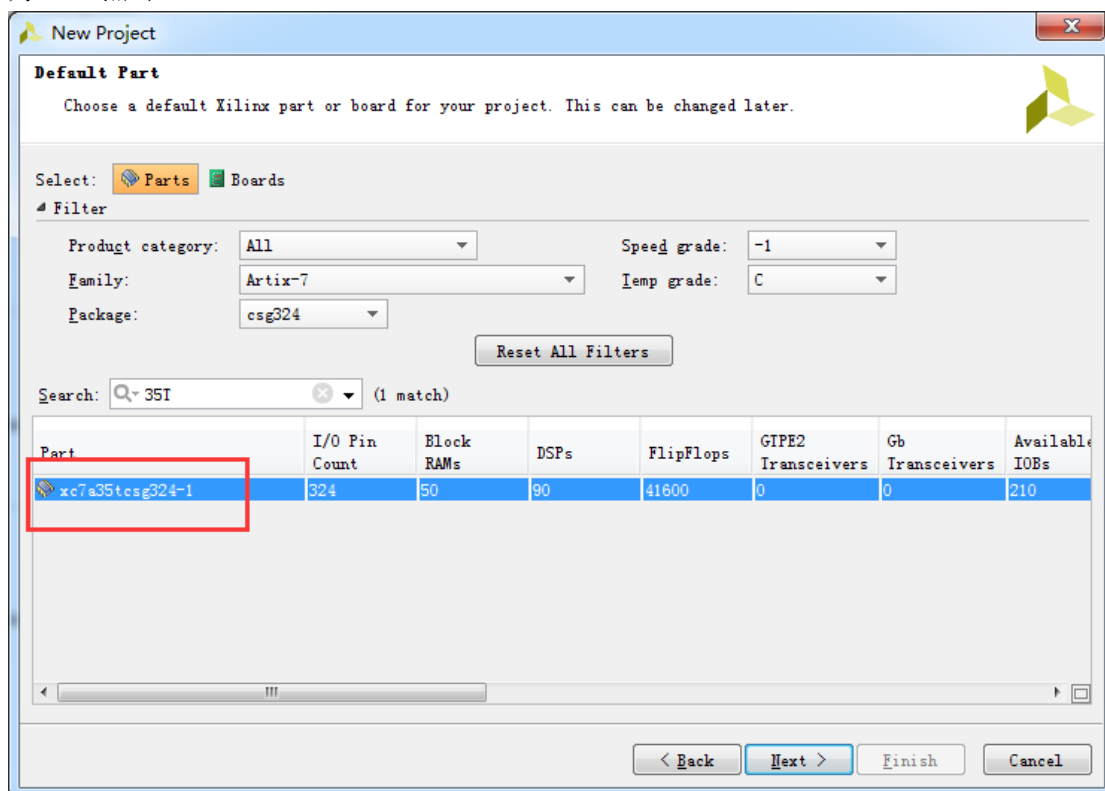 New Project
Default Part
Choose a default Xilinx part or board for your project. This can be changed later.
Select: Parts Boards
Filter
Product category: All Speed grade: -1
Family: Artix-7 Temp grade: C
Package: csg324
Reset All Filters
Search: 35T (1 match)
Part I/O Pin Count Block RAMs DSPs FlipFlops GTPE2 Transceivers Gb Transceivers Available IOBs
xc7a35tcsg324-1 324 50 90 41600 0 0 210
< Back Next > Finish Cancel